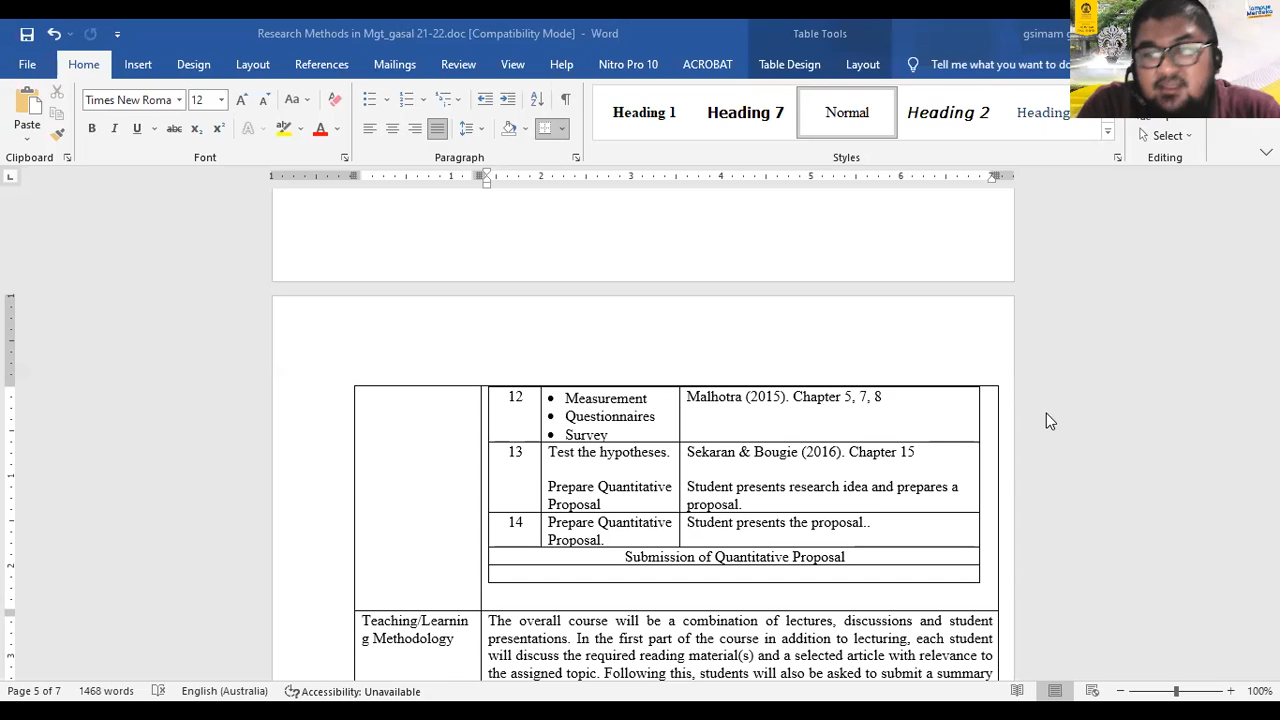 Research Methods in Mgt_gasal 21-22.doc [Compatibility Mode] - Word
Table Tools
gsimam
File Home Insert Design Layout References Mailings Review View Help Nitro Pro 10 ACROBAT Table Design Layout Tell me what you want to do
Times New Roma 12
Heading 1 Heading 7 Normal Heading 2 Heading
Paste
Select
Clipboard Font Paragraph Styles Editing
12
• Measurement
• Questionnaires
• Survey
Malhotra (2015). Chapter 5, 7, 8
13
Test the hypotheses.
Prepare Quantitative
Proposal
Sekaran & Bougie (2016). Chapter 15
Student presents research idea and prepares a
proposal.
14
Prepare Quantitative
Proposal.
Student presents the proposal..
Submission of Quantitative Proposal
Teaching/Learnin
g Methodology
The overall course will be a combination of lectures, discussions and student
presentations. In the first part of the course in addition to lecturing, each student
will discuss the required reading material(s) and a selected article with relevance to
the assigned topic. Following this, students will also be asked to submit a summary
Page 5 of 7 1468 words English (Australia) Accessibility: Unavailable 100%